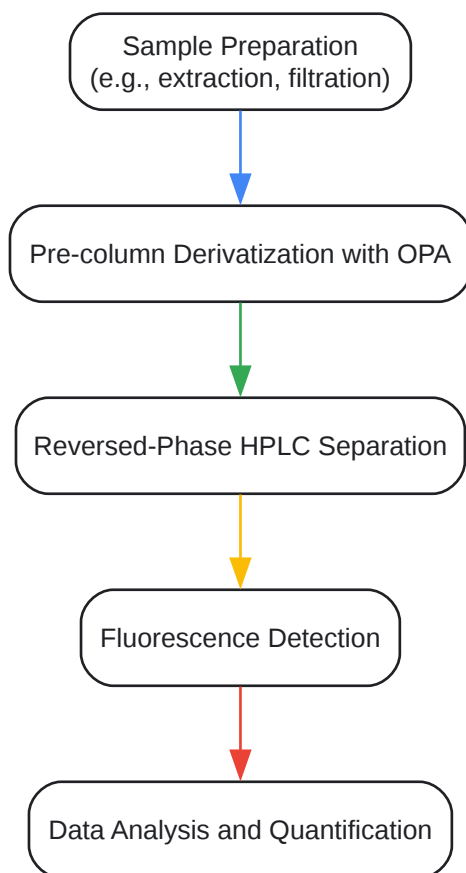 Sample Preparation
(e.g., extraction, filtration)
Pre-column Derivatization with OPA
Reversed-Phase HPLC Separation
Fluorescence Detection
Data Analysis and Quantification